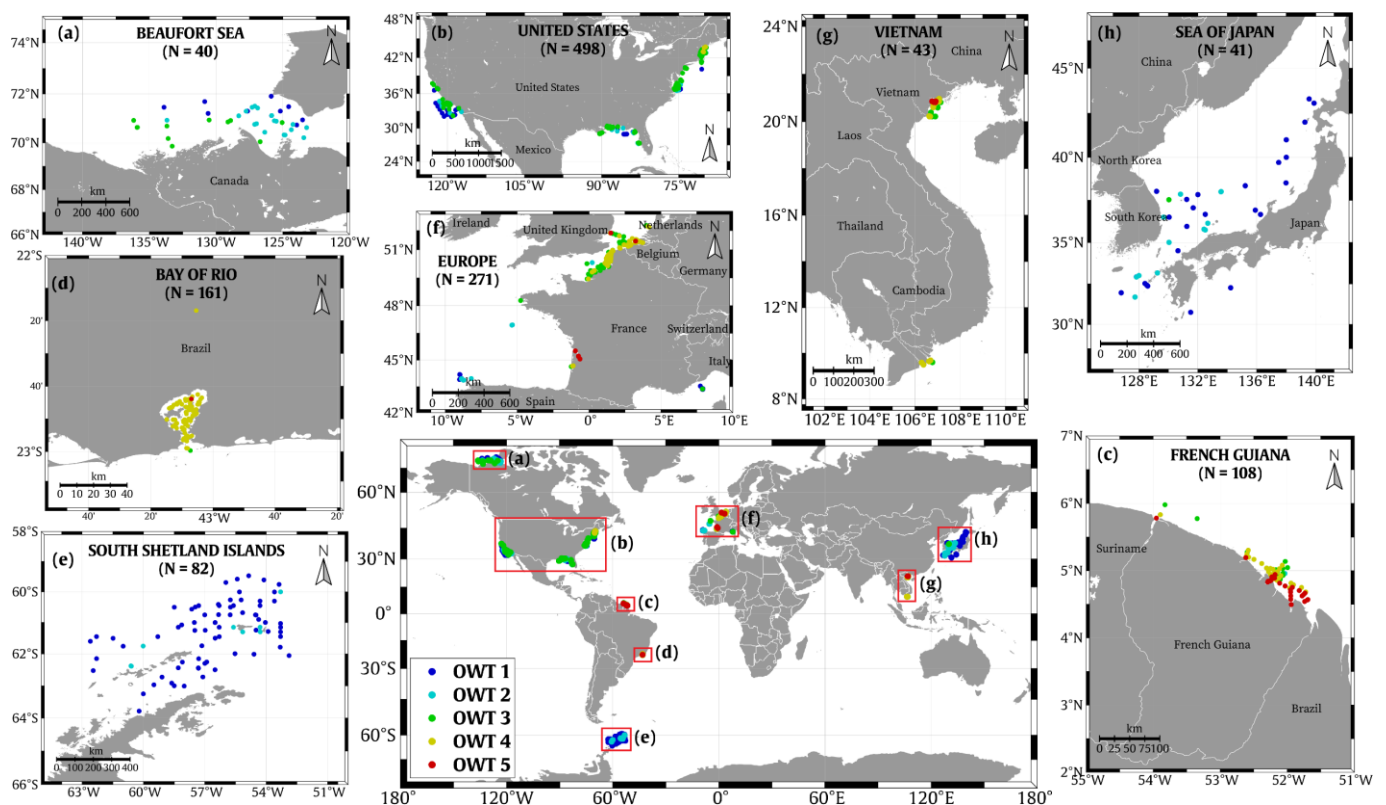 (a)
BEAUFORT SEA
(N = 40)
N
74°N
72°N
70°N
68°N
66°N
Canada
km
0 200 400 600
140°W 134°W 129°W 123°W 120°W
(b)
UNITED STATES
(N = 498)
48°N
42°N
36°N
30°N
24°N
United States
Mexico
N
km
0 500 1000 1500
120°W 105°W 90°W 75°W
(g)
VIETNAM
(N = 43)
N
24°N
20°N
16°N
12°N
8°N
China
Vietnam
Laos
Thailand
Cambodia
km
0 100 200 300
102°E 104°E 106°E 108°E 110°E
(h)
SEA OF JAPAN
(N = 41)
N
45°N
40°N
35°N
30°N
China
North Korea
South Korea
Japan
km
0 200 400 600
128°E 132°E 136°E 140°E
(d)
BAY OF RIO
(N = 161)
N
22°S
20'
40'
23°S
Brazil
km
0 10 20 30 40
40' 20' 43°W 40' 20'
(f)
EUROPE
(N = 271)
N
51°N
48°N
45°N
42°N
Ireland
United Kingdom
Netherlands
Belgium
Germany
France
Switzerland
Italy
Spain
km
0 200 400 600
10°W 5°W 0° 5°E 10°E
(e)
SOUTH SHETLAND ISLANDS
(N = 82)
N
58°S
60°S
62°S
64°S
66°S
km
0 100 200 300 400
63°W 60°W 57°W 54°W 51°W
(a)
(b)
(c)
(d)
(e)
(f)
(g)
(h)
60°N
30°N
0°
30°S
60°S
OWT 1
OWT 2
OWT 3
OWT 4
OWT 5
180° 120°W 60°W 0° 60°E 120°E 180°
(c)
FRENCH GUIANA
(N = 108)
N
7°N
6°N
5°N
4°N
3°N
2°N
Suriname
French Guiana
Brazil
km
0 25 50 75 100
55°W 54°W 53°W 52°W 51°W